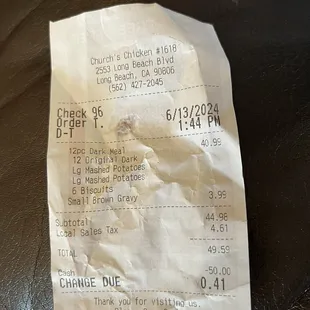 Church's Chicken #1618
2553 Long Beach Blvd
Long Beach, CA 90806
(562) 427-2045
Check 96 6/13/2024
Order T. 1:44 PM
D-T
12pc Dark Meal 40.99
12 Original Dark
Lg Mashed Potatoes
Lg Mashed Potatoes
6 Biscuits
Small Brown Gravy 3.99
Subtotal 44.98
Local Sales Tax 4.61
TOTAL 49.59
Cash -50.00
CHANGE DUE 0.41
Thank you for visiting us.